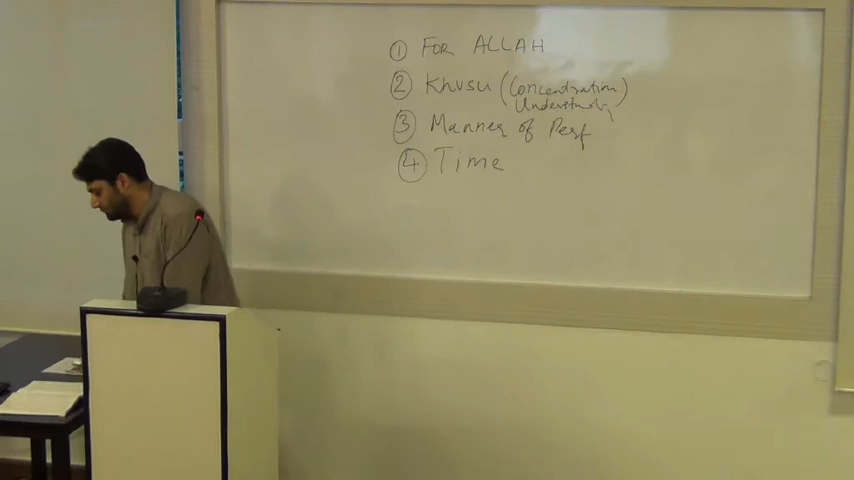 ① FOR ALLAH
② Khusu (Concentration
Understanding)
③ Manner of Perf
④ Time